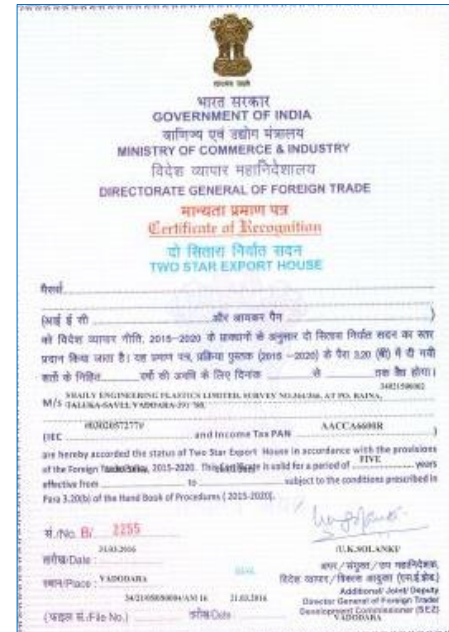 सत्यमेव जयते
भारत सरकार
GOVERNMENT OF INDIA
वाणिज्य एवं उद्योग मंत्रालय
MINISTRY OF COMMERCE & INDUSTRY
विदेश व्यापार महानिदेशालय
DIRECTORATE GENERAL OF FOREIGN TRADE
मान्यता प्रमाण पत्र
Certificate of Recognition
दो सितारा निर्यात सदन
TWO STAR EXPORT HOUSE
मैसर्स
(आई ई सी और आयकर पैन )
को विदेश व्यापार नीति, 2015-2020 के प्रावधानों के अनुसार दो सितारा निर्यात सदन का स्तर
प्रदान किया जाता है। यह प्रमाण पत्र, प्रक्रिया पुस्तक (2015 -2020) के पैरा 3.20 (बी) में दी गयी
शर्तों के निहित वर्षों की अवधि के लिए दिनांक से तक वैध होगा।
M/s SHAILY ENGINEERING PLASTICS LIMITED, SURVEY AT PO. RANIA,
TALUKA-SAVLI, VADODARA
(IEC and Income Tax PAN AACCA6600R )
are hereby accorded the status of Two Star Export House in accordance with the provisions
of the Foreign Trade Policy, 2015-2020. This Certificate is valid for a period of FIVE years
effective from to subject to the conditions prescribed in
Para 3.20(b) of the Hand Book of Procedures ( 2015-2020).
सं./No. B/ 2255
तारीख/Date : 21.03.2016
स्थान/Place : VADODARA
21.03.2016
(फाइल सं./File No.) तारीख/Date
(U.K.SOLANKI)
अपर/संयुक्त/उप महानिदेशक,
विदेश व्यापार/विकास आयुक्त (एस.ई.ज़ेड.)
Additional/ Joint/ Deputy
Director General of Foreign Trade/
Development Commissioner (SEZ)
VADODARA